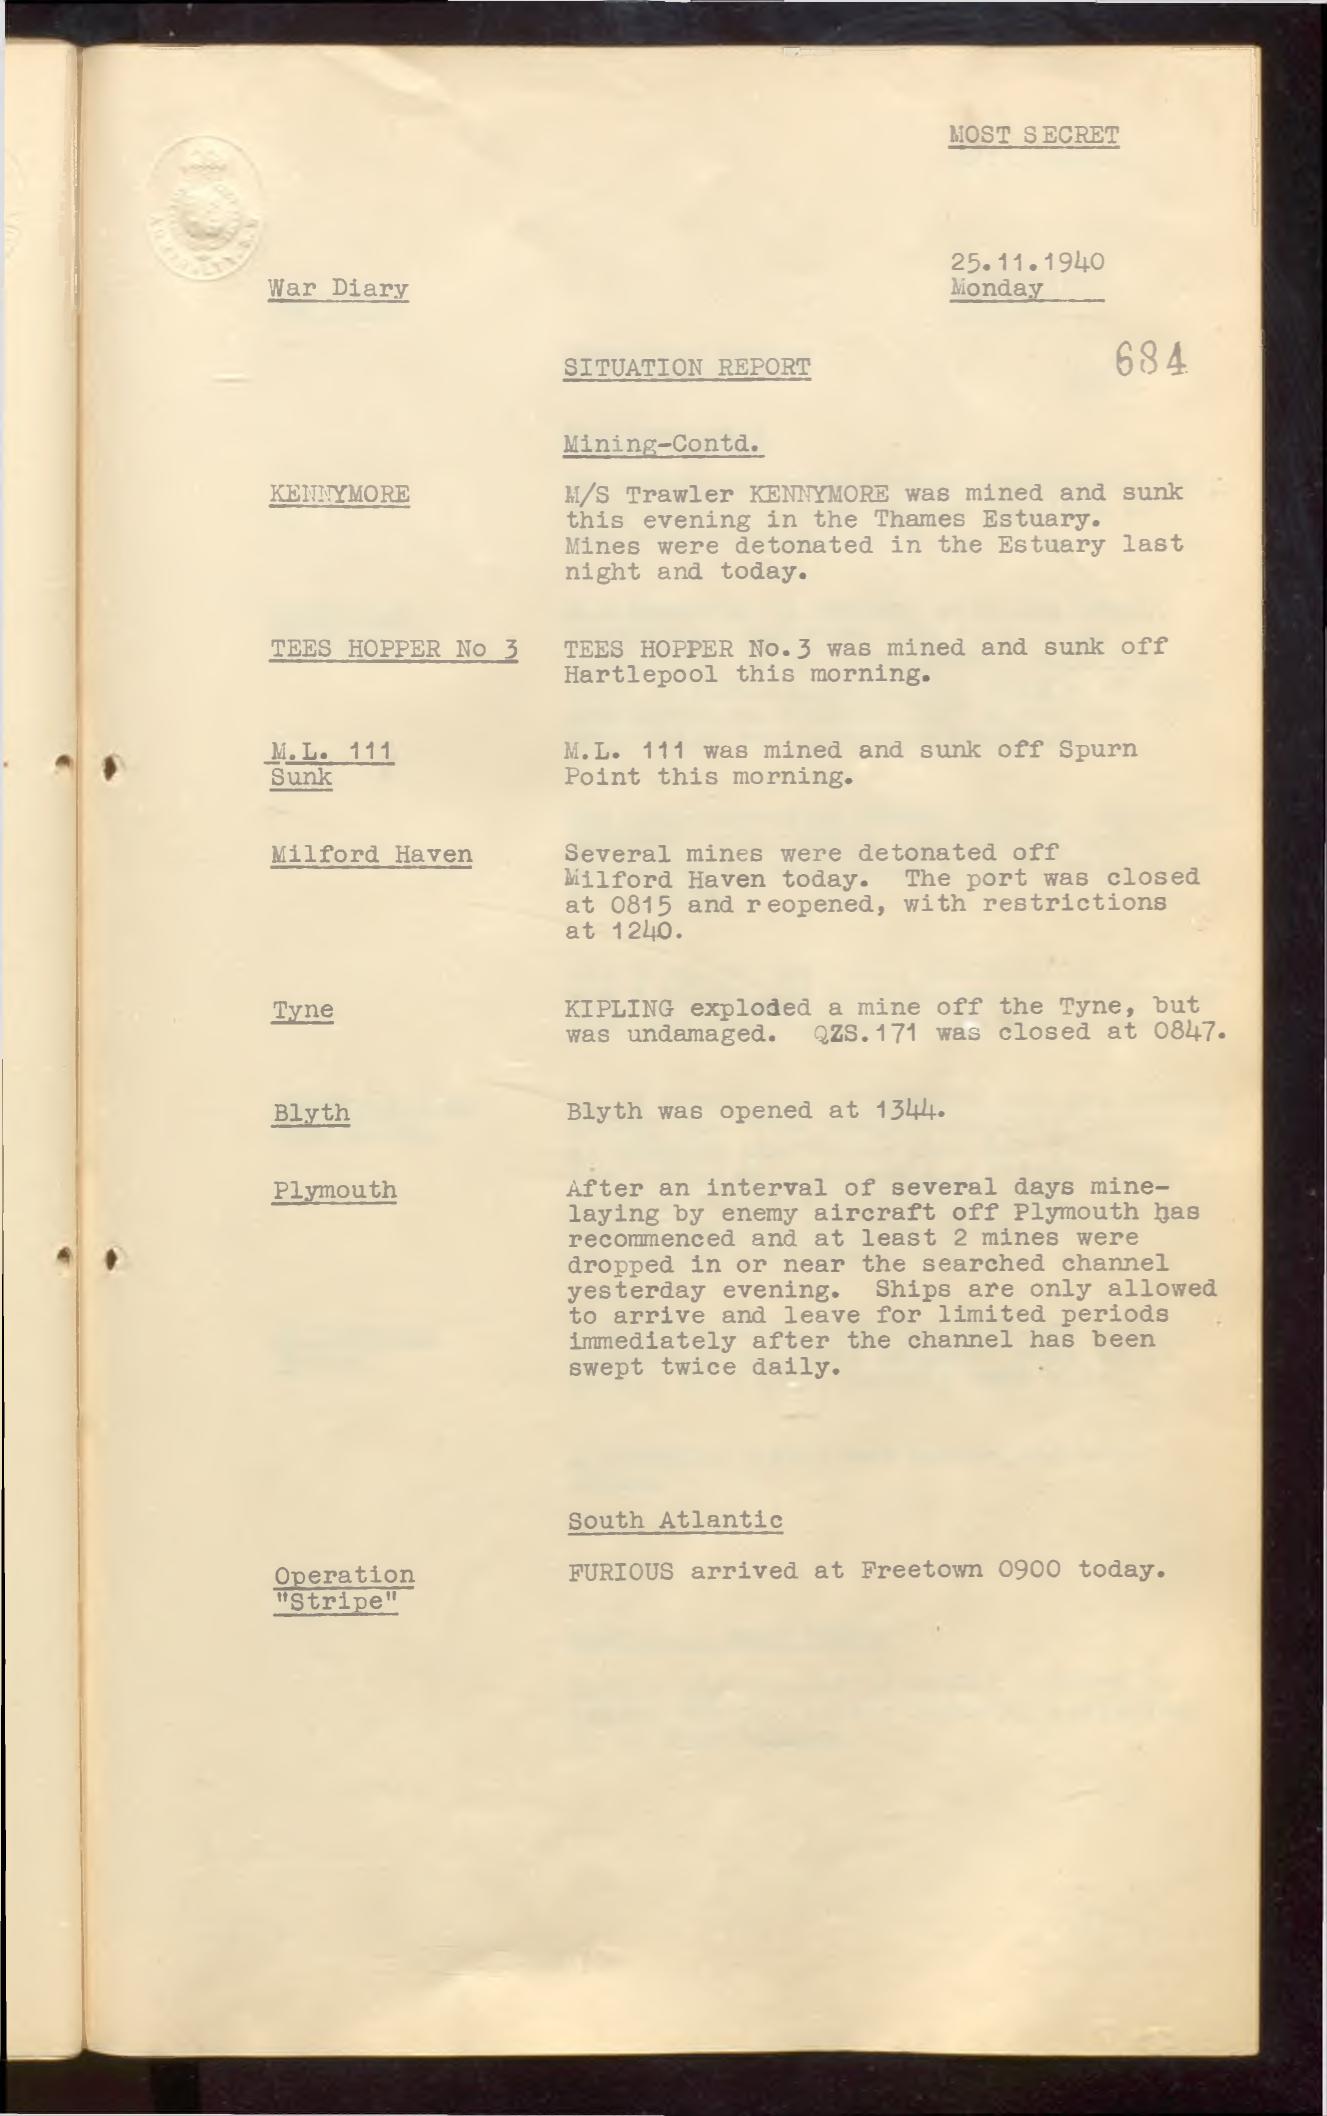 MOST SECRET
25.11.1940
War Diary
Monday
SITUATION REPORT
684
Mining-Contd.
KENNYMORE
M/S Trawler KENNYMORE was mined and sunk
this evening in the Thames Estuary.
Mines were detonated in the Estuary last
night and today.
TEES HOPPER No 3
TEES HOPPER No.3 was mined and sunk off
Hartlepool this morning.
M.L. 111
Sunk
M.L. 111 was mined and sunk off Spurn
Point this morning.
Milford Haven
Several mines were detonated off
Milford Haven today. The port was closed
at 0815 and reopened, with restrictions
at 1240.
Tyne
KIPLING exploded a mine off the Tyne, but
was undamaged. QZS.171 was closed at 0847.
Blyth
Blyth was opened at 1344.
Plymouth
After an interval of several days mine-
laying by enemy aircraft off Plymouth has
recommenced and at least 2 mines were
dropped in or near the searched channel
yesterday evening. Ships are only allowed
to arrive and leave for limited periods
immediately after the channel has been
swept twice daily.
South Atlantic
Operation
"Stripe"
FURIOUS arrived at Freetown 0900 today.